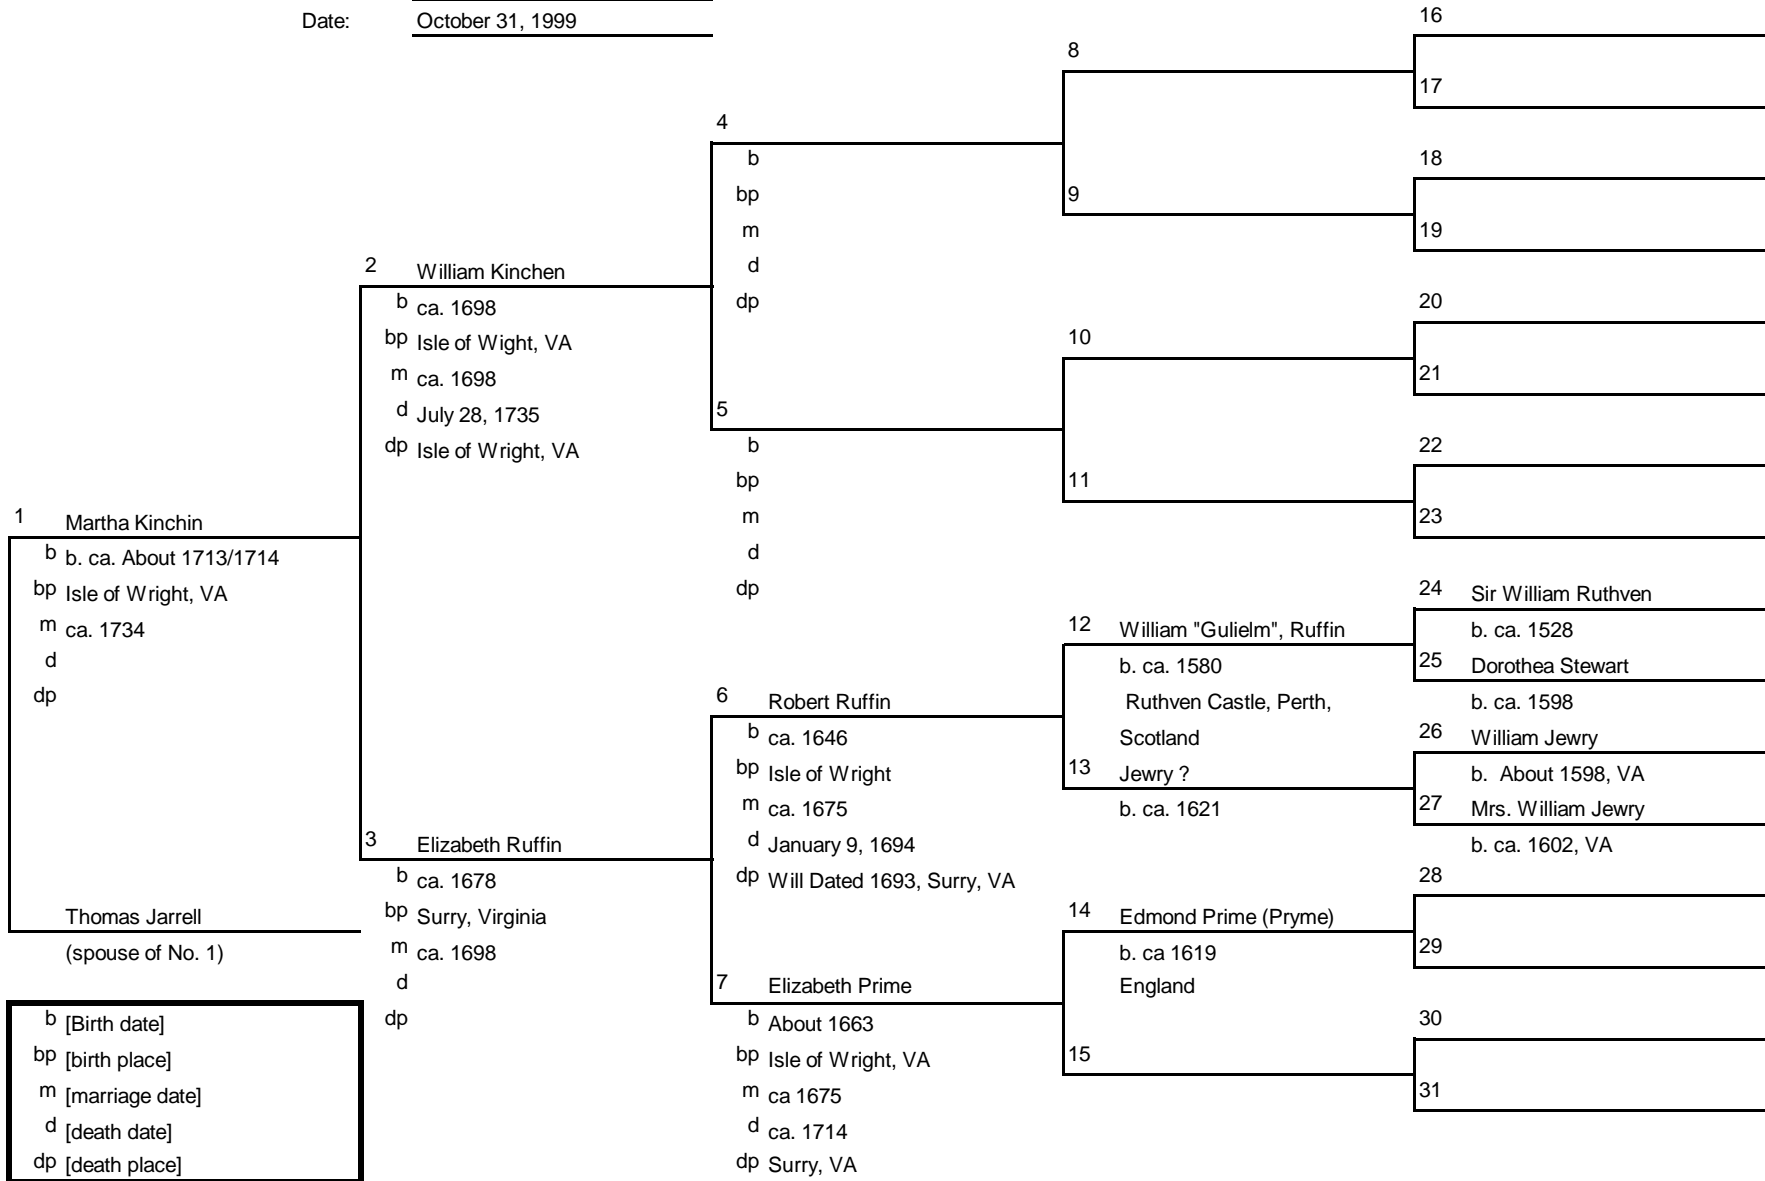 Date: October 31, 1999
1 Martha Kinchin
b b. ca. About 1713/1714
bp Isle of Wright, VA
m ca. 1734
d
dp
Thomas Jarrell
(spouse of No. 1)
b [Birth date]
bp [birth place]
m [marriage date]
d [death date]
dp [death place]
2 William Kinchen
b ca. 1698
bp Isle of Wight, VA
m ca. 1698
d July 28, 1735
dp Isle of Wright, VA
3 Elizabeth Ruffin
b ca. 1678
bp Surry, Virginia
m ca. 1698
d
dp
4
b
bp
m
d
dp
5
b
bp
m
d
dp
6 Robert Ruffin
b ca. 1646
bp Isle of Wright
m ca. 1675
d January 9, 1694
dp Will Dated 1693, Surry, VA
7 Elizabeth Prime
b About 1663
bp Isle of Wright, VA
m ca 1675
d ca. 1714
dp Surry, VA
8
9
10
11
12 William "Gulielm", Ruffin
b. ca. 1580
Ruthven Castle, Perth,
Scotland
13 Jewry ?
b. ca. 1621
14 Edmond Prime (Pryme)
b. ca 1619
England
15
16
17
18
19
20
21
22
23
24 Sir William Ruthven
b. ca. 1528
25 Dorothea Stewart
b. ca. 1598
26 William Jewry
b. About 1598, VA
27 Mrs. William Jewry
b. ca. 1602, VA
28
29
30
31